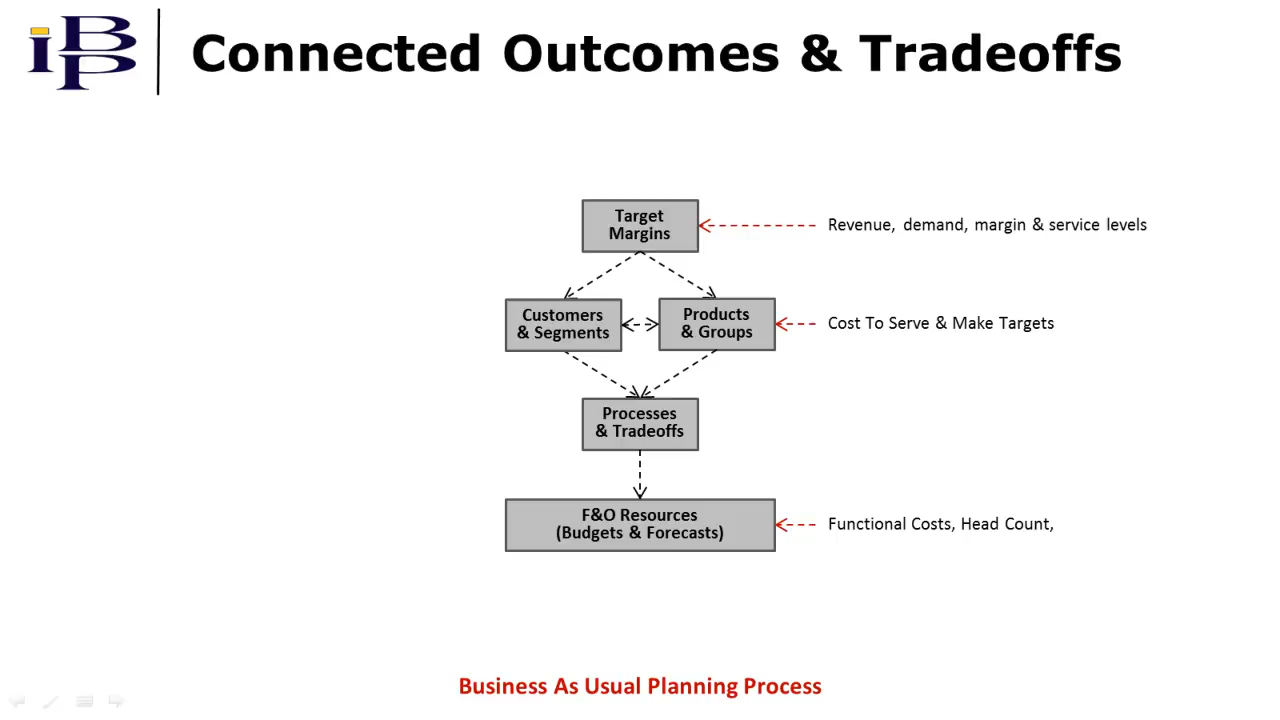 iBP
Connected Outcomes & Tradeoffs
Target
Margins
Revenue, demand, margin & service levels
Customers
& Segments
Products
& Groups
Cost To Serve & Make Targets
Processes
& Tradeoffs
F&O Resources
(Budgets & Forecasts)
Functional Costs, Head Count,
Business As Usual Planning Process